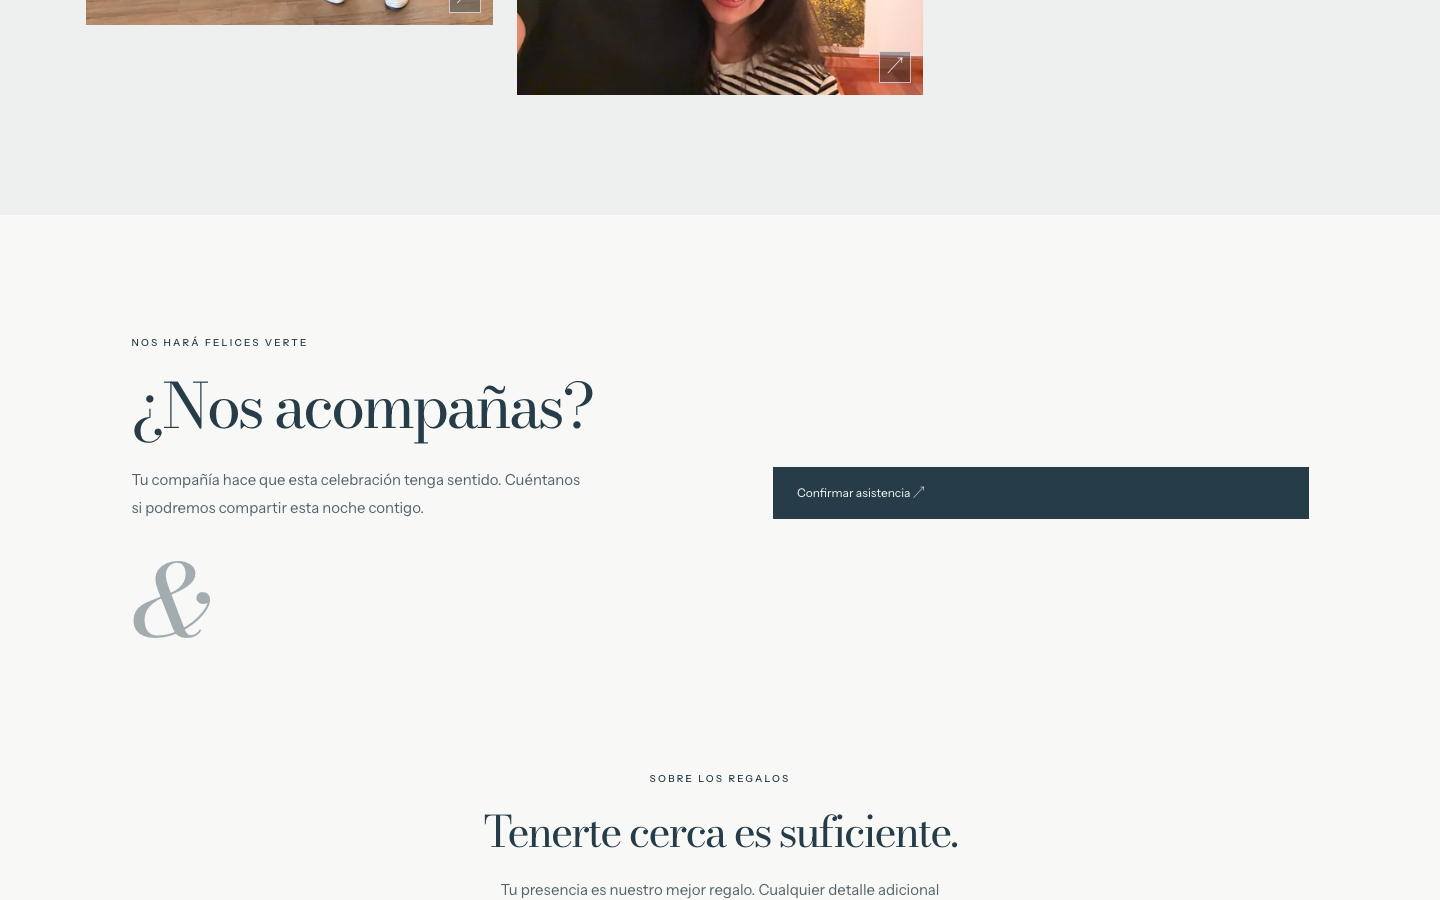 NOS HARÁ FELICES VERTE
¿Nos acompañas?
Tu compañía hace que esta celebración tenga sentido. Cuéntanos
si podremos compartir esta noche contigo.
Confirmar asistencia ↗
&
SOBRE LOS REGALOS
Tenerte cerca es suficiente.
Tu presencia es nuestro mejor regalo. Cualquier detalle adicional